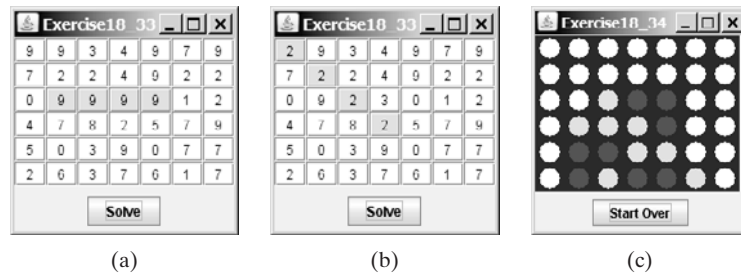 Exercise18_33
9 9 3 4 9 7 9
7 2 2 4 9 2 2
0 9 9 9 9 1 2
4 7 8 2 5 7 9
5 0 3 9 0 7 7
2 6 3 7 6 1 7
Solve
(a)
Exercise18_33
2 9 3 4 9 7 9
7 2 2 4 9 2 2
0 9 2 3 0 1 2
4 7 8 2 5 7 9
5 0 3 9 0 7 7
2 6 3 7 6 1 7
Solve
(b)
Exercise18_34
Start Over
(c)